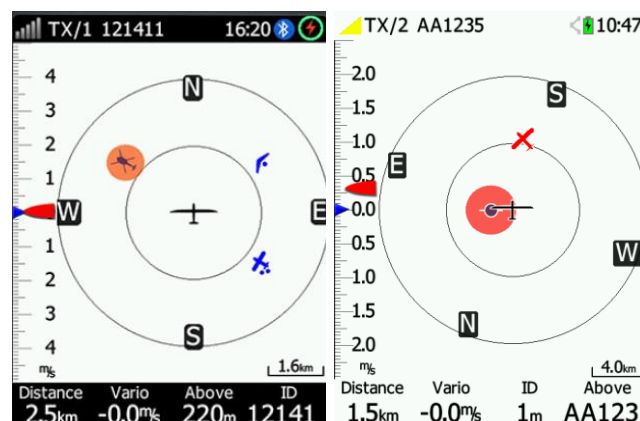 TX/1 121411 16:20
4
3
2
1
1
2
3
4
m/s
N
W
E
S
1.6km
Distance Vario Above ID
2.5km -0.0m/s 220m 12141
TX/2 AA1235 10:47
2.0
1.5
1.0
0.5
0.0
0.5
1.0
1.5
2.0
m/s
S
E
W
N
4.0km
Distance Vario ID Above
1.5km -0.0m/s 1m AA123